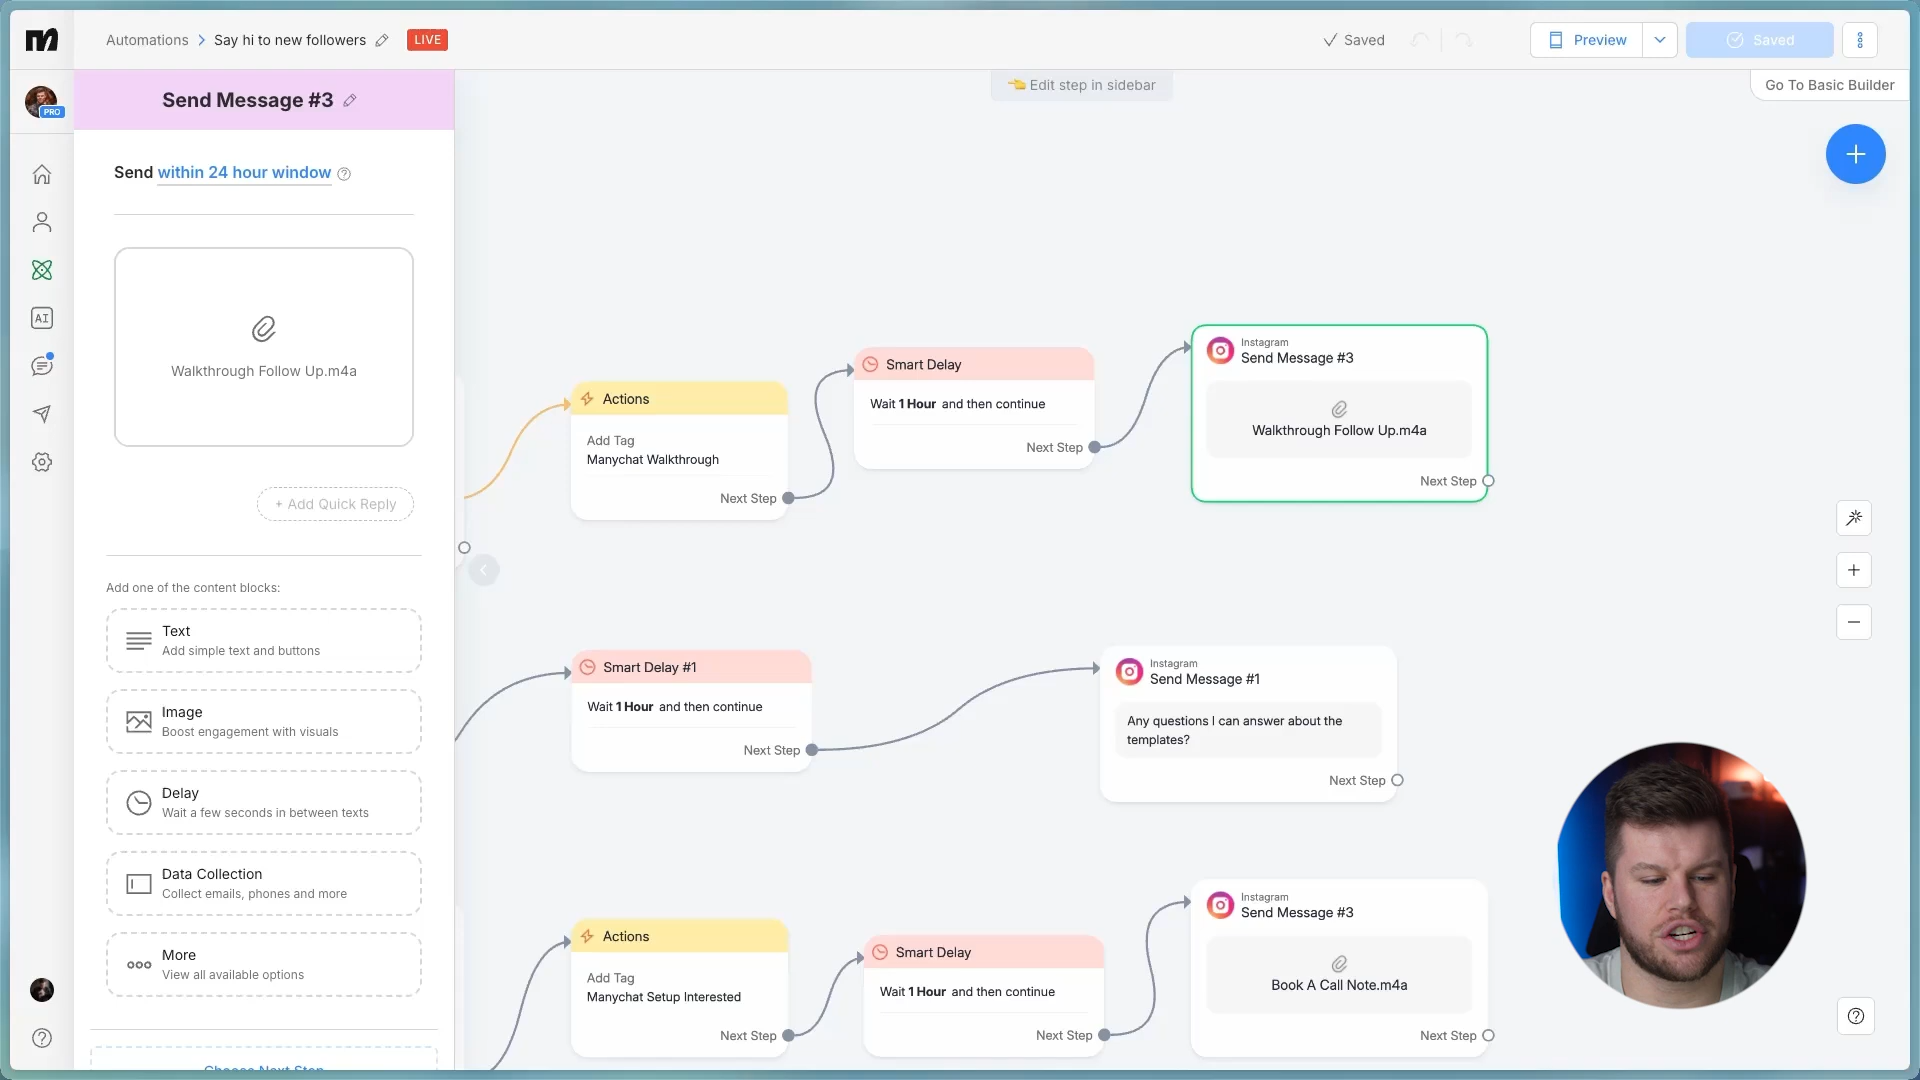 Automations
Say hi to new followers
LIVE
Saved
Preview
Saved
PRO
Send Message #3
👈 Edit step in sidebar
Go To Basic Builder
Send within 24 hour window
Walkthrough Follow Up.m4a
+ Add Quick Reply
Add one of the content blocks:
Text
Add simple text and buttons
Image
Boost engagement with visuals
Delay
Wait a few seconds in between texts
Data Collection
Collect emails, phones and more
More
View all available options
Choose Next Step
AI
Actions
Add Tag
Manychat Walkthrough
Next Step
Smart Delay
Wait 1 Hour and then continue
Next Step
Instagram
Send Message #3
Walkthrough Follow Up.m4a
Next Step
Smart Delay #1
Wait 1 Hour and then continue
Next Step
Instagram
Send Message #1
Any questions I can answer about the
templates?
Next Step
Actions
Add Tag
Manychat Setup Interested
Next Step
Smart Delay
Wait 1 Hour and then continue
Next Step
Instagram
Send Message #3
Book A Call Note.m4a
Next Step